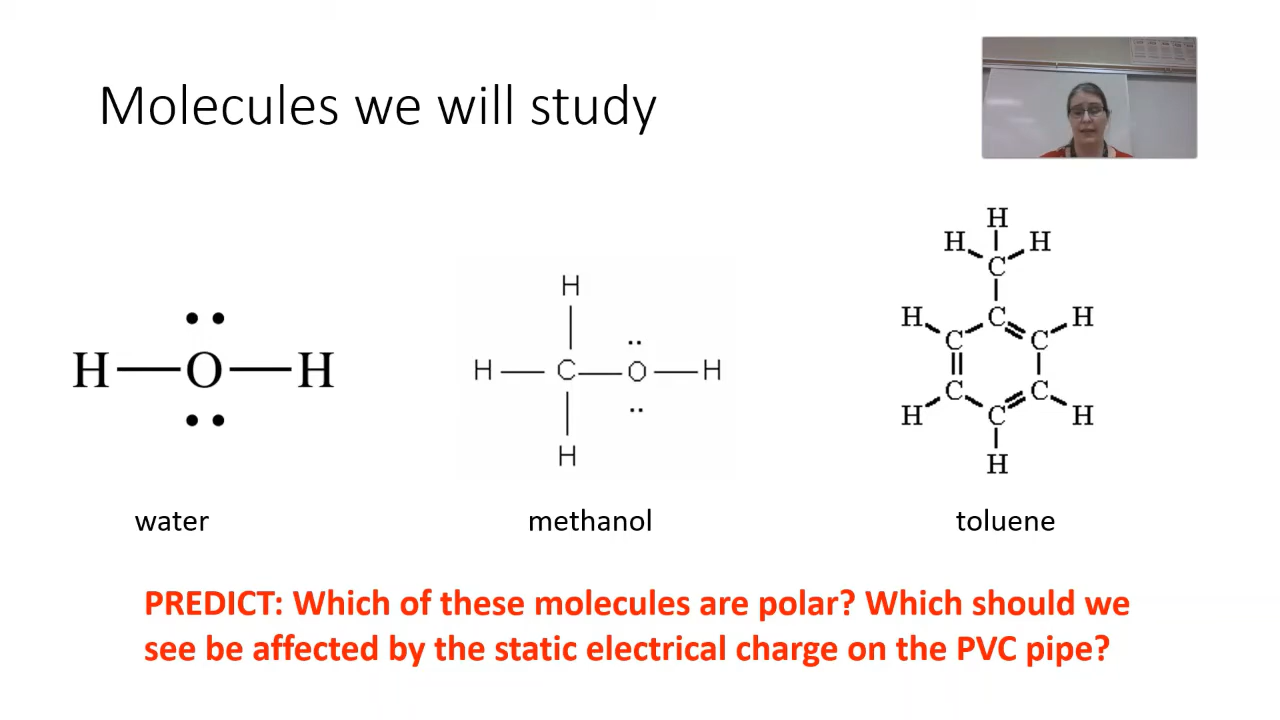 Molecules we will study
H
H H
C
H C H
C C
H — O — H
H
H — C — O — H
H
C C
H C H
H
water
methanol
toluene
PREDICT: Which of these molecules are polar? Which should we
see be affected by the static electrical charge on the PVC pipe?